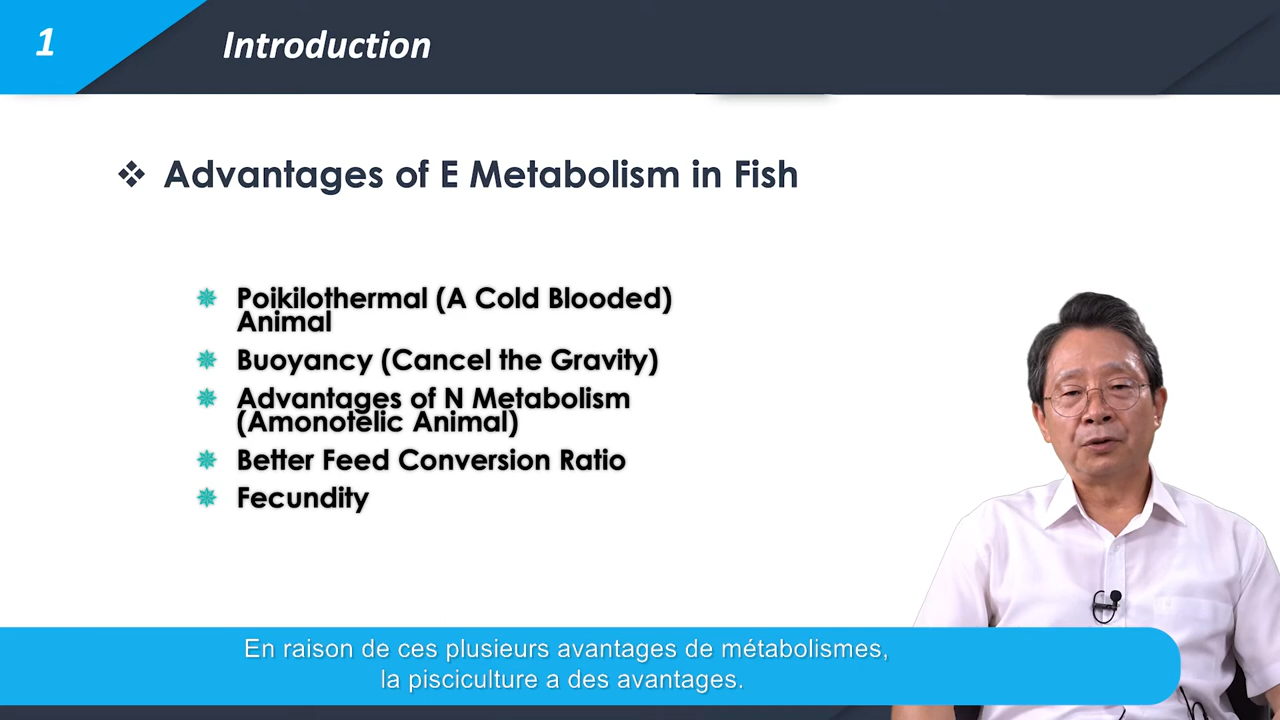 1
Introduction
❖ Advantages of E Metabolism in Fish
Poikilothermal (A Cold Blooded)
Animal
Buoyancy (Cancel the Gravity)
Advantages of N Metabolism
(Amonotelic Animal)
Better Feed Conversion Ratio
Fecundity
En raison de ces plusieurs avantages de métabolismes,
la pisciculture a des avantages.